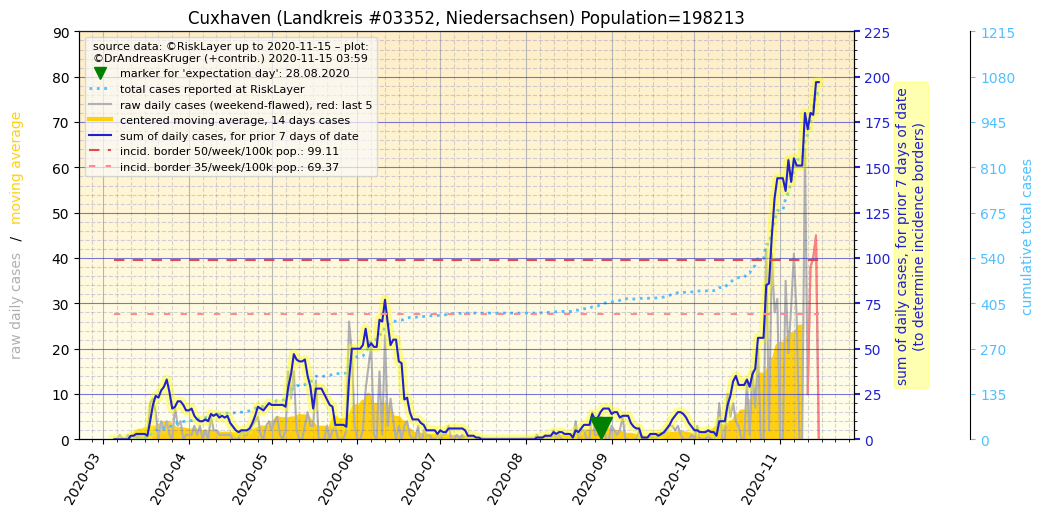 Cuxhaven (Landkreis #03352, Niedersachsen) Population=198213
source data: ©RiskLayer up to 2020-11-15 – plot:
©DrAndreasKruger (+contrib.) 2020-11-15 03:59
marker for 'expectation day': 28.08.2020
total cases reported at RiskLayer
raw daily cases (weekend-flawed), red: last 5
centered moving average, 14 days cases
sum of daily cases, for prior 7 days of date
incid. border 50/week/100k pop.: 99.11
incid. border 35/week/100k pop.: 69.37
raw daily cases / moving average
90
80
70
60
50
40
30
20
10
0
2020-03
2020-04
2020-05
2020-06
2020-07
2020-08
2020-09
2020-10
2020-11
225
200
175
150
125
100
75
50
25
0
sum of daily cases, for prior 7 days of date
(to determine incidence borders)
1215
1080
945
810
675
540
405
270
135
0
cumulative total cases